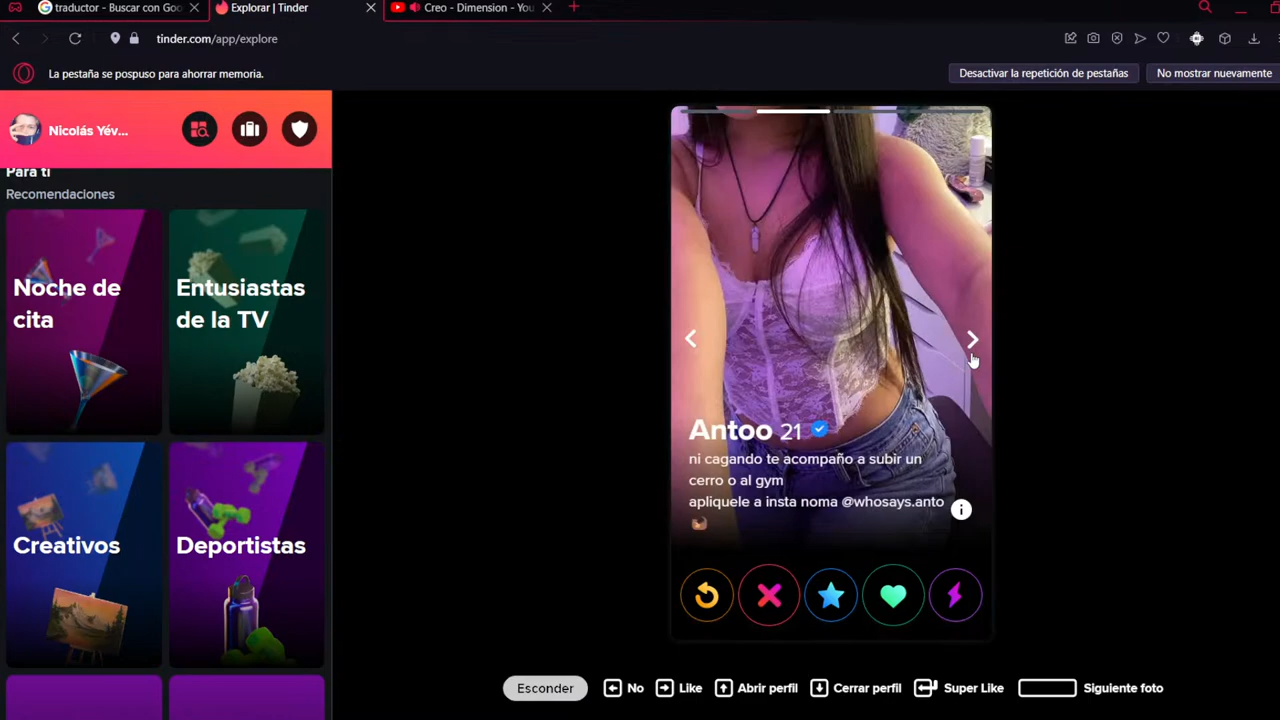 traductor - Buscar con Goo
Explorar | Tinder
Creo - Dimension - You
tinder.com/app/explore
La pestaña se pospuso para ahorrar memoria.
Desactivar la repetición de pestañas
No mostrar nuevamente
Nicolás Yév...
Para ti
Recomendaciones
Noche de
cita
Entusiastas
de la TV
Creativos
Deportistas
Antoo 21
ni cagando te acompaño a subir un
cerro o al gym
apliquele a insta noma @whosays.anto
Esconder
No
Like
Abrir perfil
Cerrar perfil
Super Like
Siguiente foto